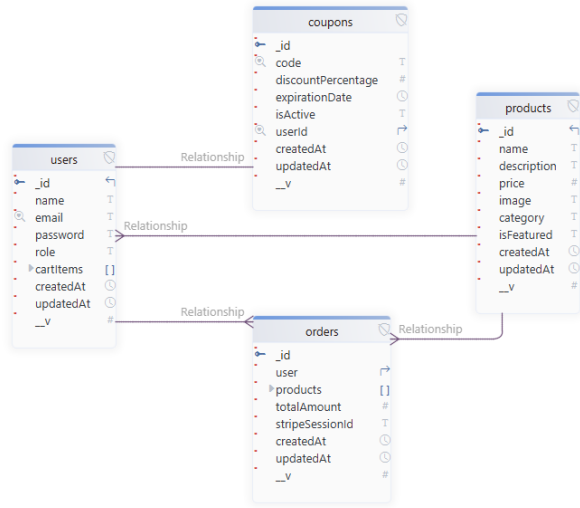 coupons
_id
code T
discountPercentage #
expirationDate
isActive T
userId
createdAt
updatedAt
__v
products
_id
name T
description T
price #
image T
category T
isFeatured T
createdAt
updatedAt
__v #
users
_id
name T
email T
password T
role T
cartItems [ ]
createdAt
updatedAt
__v #
Relationship
Relationship
Relationship
Relationship
orders
_id
user
products [ ]
totalAmount #
stripeSessionId T
createdAt
updatedAt
__v #